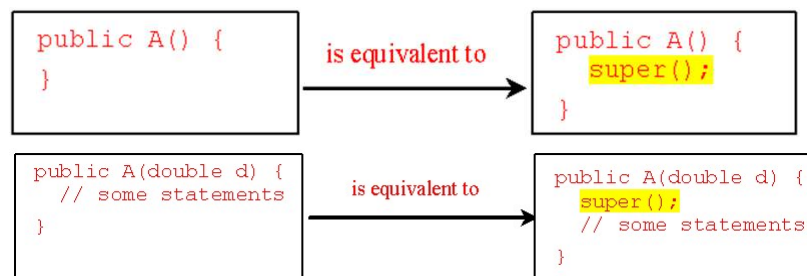 public A() {
}
is equivalent to
public A() {
super();
}
public A(double d) {
// some statements
}
is equivalent to
public A(double d) {
super();
// some statements
}